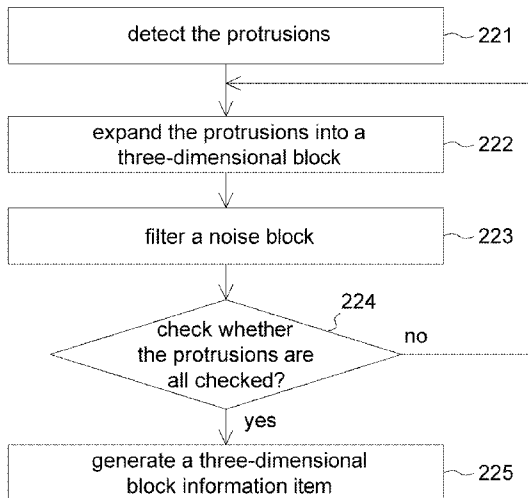 detect the protrusions
221
expand the protrusions into a
three-dimensional block
222
filter a noise block
223
224
check whether
the protrusions are
all checked?
no
yes
generate a three-dimensional
block information item
225